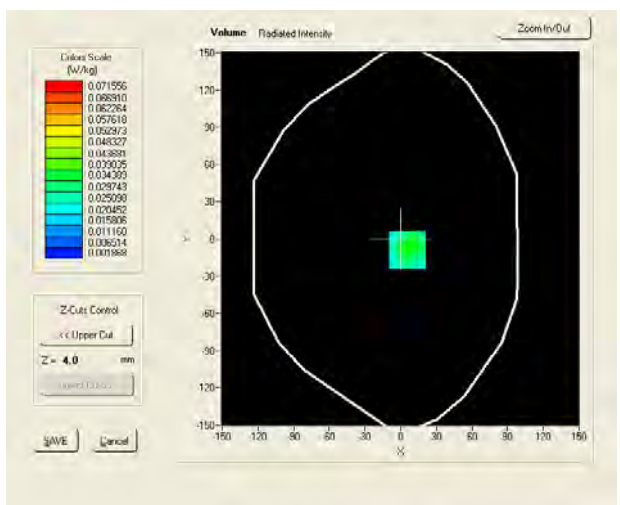 Volume Radiated Intensity
Zoom In/Out
Colors Scale
(W/kg)
0.071556
0.066910
0.062264
0.057618
0.052973
0.048327
0.043681
0.039035
0.034389
0.029743
0.025098
0.020452
0.015806
0.011160
0.006514
0.001868
Z-Cuts Control
<< Upper Cut
Z = 4.0 mm
SAVE Cancel
150-
120-
90-
60-
30-
0-
-30-
-60-
-90-
-120-
-150-
Y
-150 -120 -90 -60 -30 0 30 60 90 120 150
X